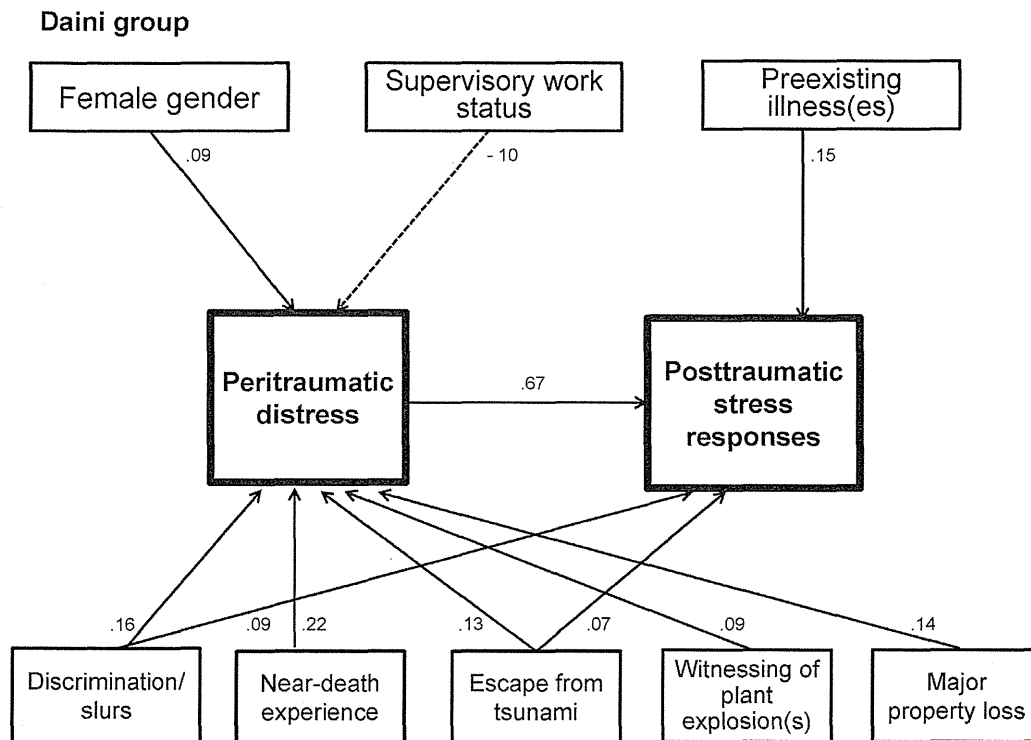 Daini group
Female gender
Supervisory work
status
Preexisting
illness(es)
.09
- 10
.15
Peritraumatic
distress
.67
Posttraumatic
stress
responses
.16
.09
.22
.13
.07
.09
.14
Discrimination/
slurs
Near-death
experience
Escape from
tsunami
Witnessing of
plant
explosion(s)
Major
property loss